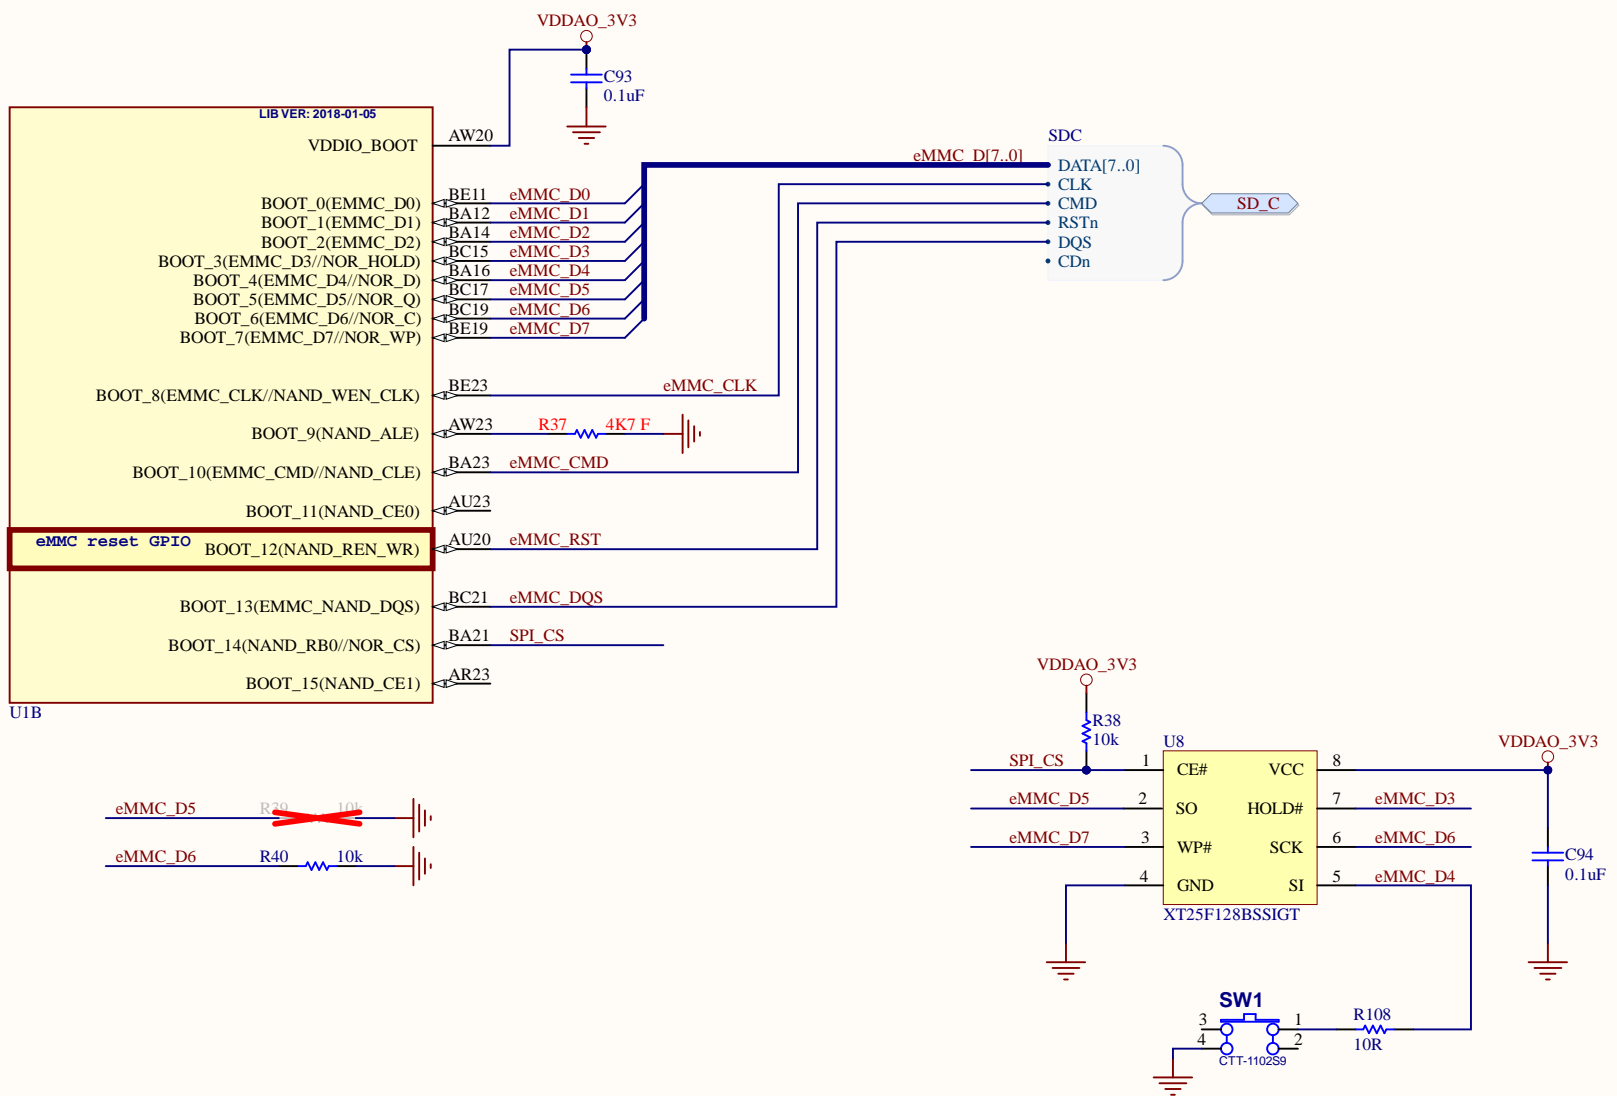 VDDAO_3V3
C93
0.1uF
LIB VER: 2018-01-05
VDDIO_BOOT AW20
BOOT_0(EMMC_D0) BE11 eMMC_D0
BOOT_1(EMMC_D1) BA12 eMMC_D1
BOOT_2(EMMC_D2) BA14 eMMC_D2
BOOT_3(EMMC_D3//NOR_HOLD) BC15 eMMC_D3
BOOT_4(EMMC_D4//NOR_D) BA16 eMMC_D4
BOOT_5(EMMC_D5//NOR_Q) BC17 eMMC_D5
BOOT_6(EMMC_D6//NOR_C) BC19 eMMC_D6
BOOT_7(EMMC_D7//NOR_WP) BE19 eMMC_D7
BOOT_8(EMMC_CLK//NAND_WEN_CLK) BE23 eMMC_CLK
BOOT_9(NAND_ALE) AW23 R37 4K7 F
BOOT_10(EMMC_CMD//NAND_CLE) BA23 eMMC_CMD
BOOT_11(NAND_CE0) AU23
eMMC reset GPIO BOOT_12(NAND_REN_WR) AU20 eMMC_RST
BOOT_13(EMMC_NAND_DQS) BC21 eMMC_DQS
BOOT_14(NAND_RB0//NOR_CS) BA21 SPI_CS
BOOT_15(NAND_CE1) AR23
U1B
SDC
eMMC_D[7..0] DATA[7..0]
CLK
CMD SD_C
RSTn
DQS
CDn
eMMC_D5 R39 10k
eMMC_D6 R40 10k
VDDAO_3V3
R38
10k
U8
VDDAO_3V3
SPI_CS 1 CE# VCC 8
eMMC_D5 2 SO HOLD# 7 eMMC_D3
eMMC_D7 3 WP# SCK 6 eMMC_D6
4 GND SI 5 eMMC_D4
XT25F128BSSIGT
C94
0.1uF
SW1
3 1 R108
4 2 10R
CTT-1102S9